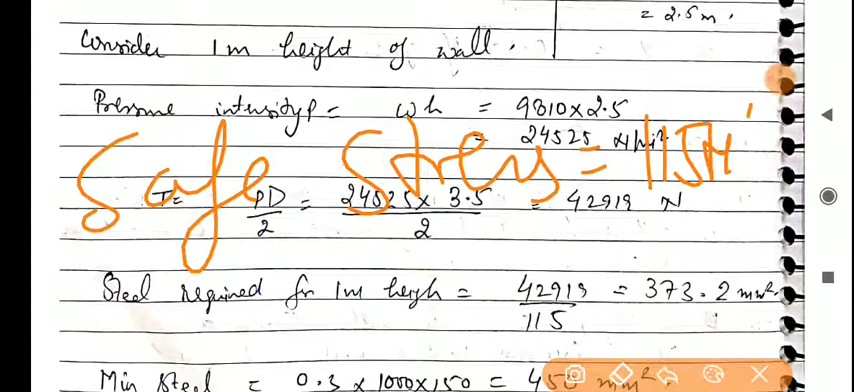 = 2.5m.
Consider 1m height of wall.
Pressure intensity p = wh = 9810×2.5
= 24525 N/m²
Safe Stress = 115N
T= PD/2 = 24525× 3.5/2 = 42919 N
Steel required for 1m heigh = 42919/115 = 373.2 mm².
Min Steel = 0.3 × 1000×150 = 450 mm².